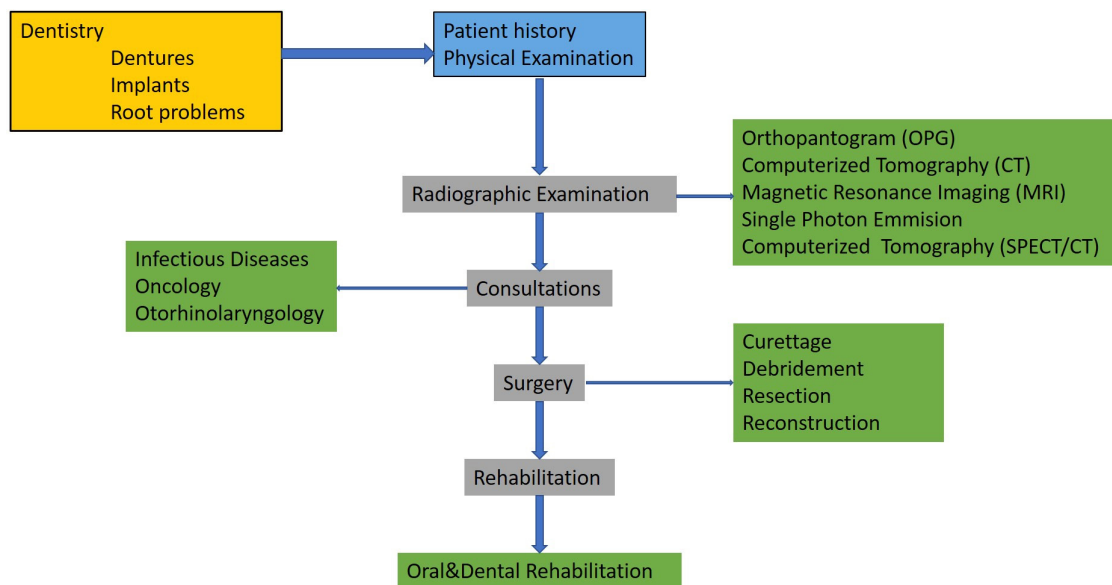 Dentistry
Dentures
Implants
Root problems
Patient history
Physical Examination
Radiographic Examination
Orthopantogram (OPG)
Computerized Tomography (CT)
Magnetic Resonance Imaging (MRI)
Single Photon Emmision
Computerized  Tomography (SPECT/CT)
Consultations
Infectious Diseases
Oncology
Otorhinolaryngology
Surgery
Curettage
Debridement
Resection
Reconstruction
Rehabilitation
Oral&Dental Rehabilitation